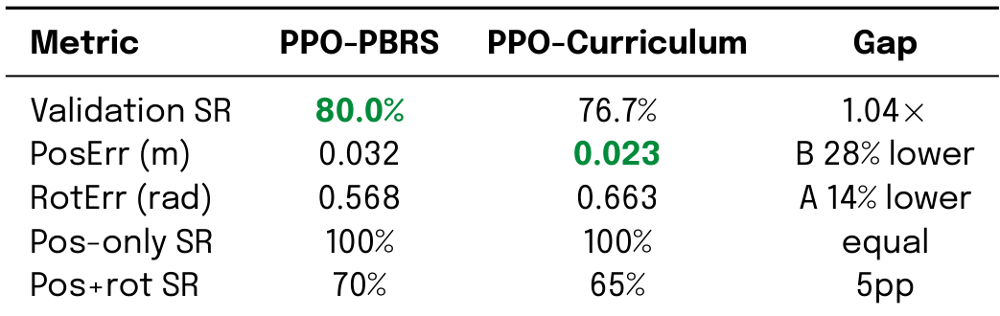 Metric PPO-PBRS PPO-Curriculum Gap
Validation SR 80.0% 76.7% 1.04×
PosErr (m) 0.032 0.023 B 28% lower
RotErr (rad) 0.568 0.663 A 14% lower
Pos-only SR 100% 100% equal
Pos+rot SR 70% 65% 5pp